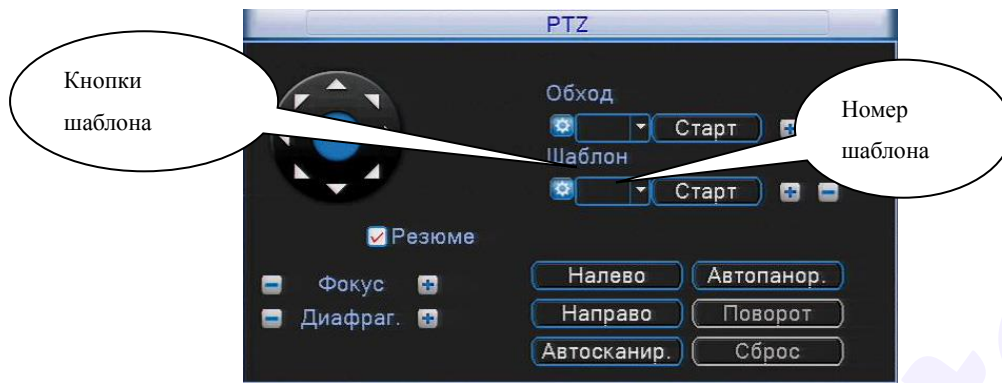 PTZ
Кнопки
шаблона
Обход
Старт
Номер
шаблона
Шаблон
Старт
Резюме
Фокус
Диафраг.
Налево
Автопанор.
Направо
Поворот
Автосканир.
Сброс